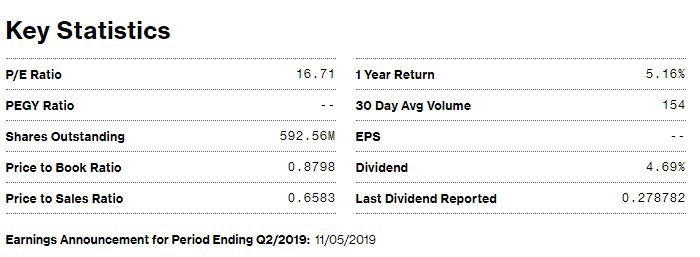 Key Statistics
P/E Ratio 16.71 1 Year Return 5.16%
PEGY Ratio -- 30 Day Avg Volume 154
Shares Outstanding 592.56M EPS --
Price to Book Ratio 0.8798 Dividend 4.69%
Price to Sales Ratio 0.6583 Last Dividend Reported 0.278782
Earnings Announcement for Period Ending Q2/2019: 11/05/2019